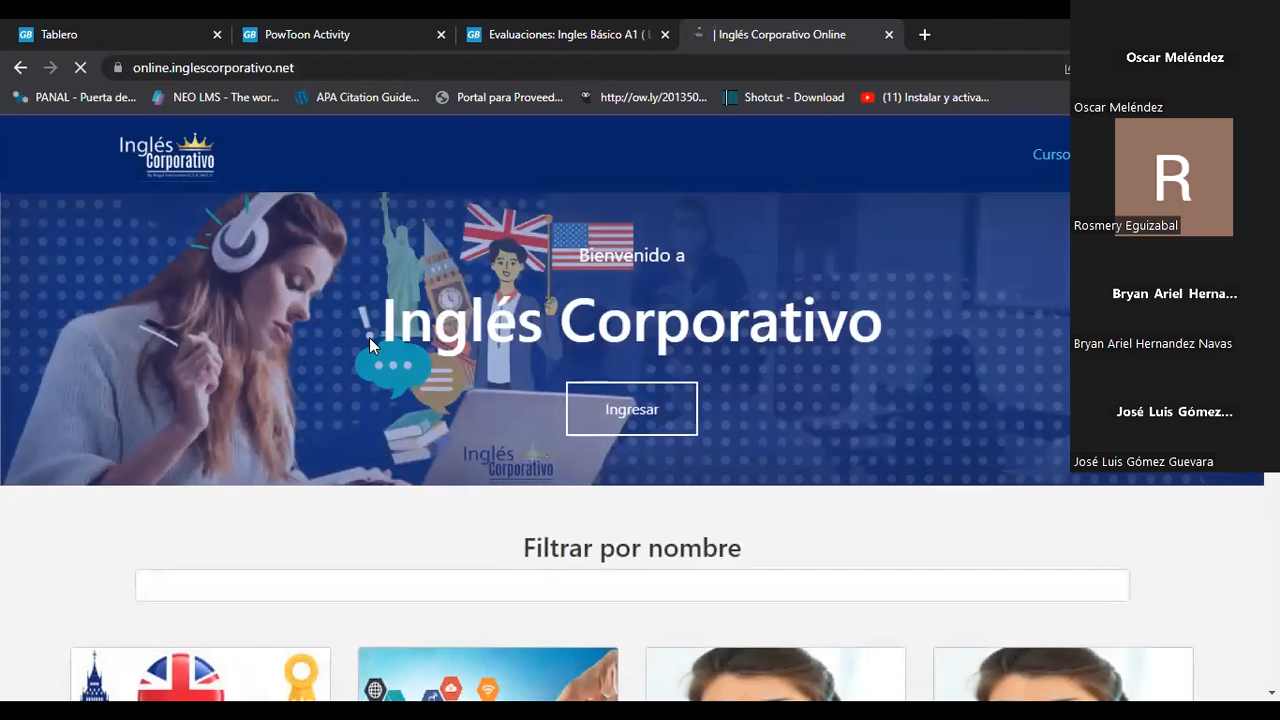 Tablero
PowToon Activity
Evaluaciones: Ingles Básico A1 (
| Inglés Corporativo Online
online.inglescorporativo.net
PANAL - Puerta de...
NEO LMS - The wor...
APA Citation Guide...
Portal para Proveed...
http://ow.ly/201350...
Shotcut - Download
(11) Instalar y activa...
Inglés
Corporativo
Curso
Bienvenido a
Inglés Corporativo
Ingresar
Inglés
Corporativo
Filtrar por nombre
Oscar Meléndez
Oscar Meléndez
R
Rosmery Eguizabal
Bryan Ariel Herna...
Bryan Ariel Hernandez Navas
José Luis Gómez...
José Luis Gómez Guevara